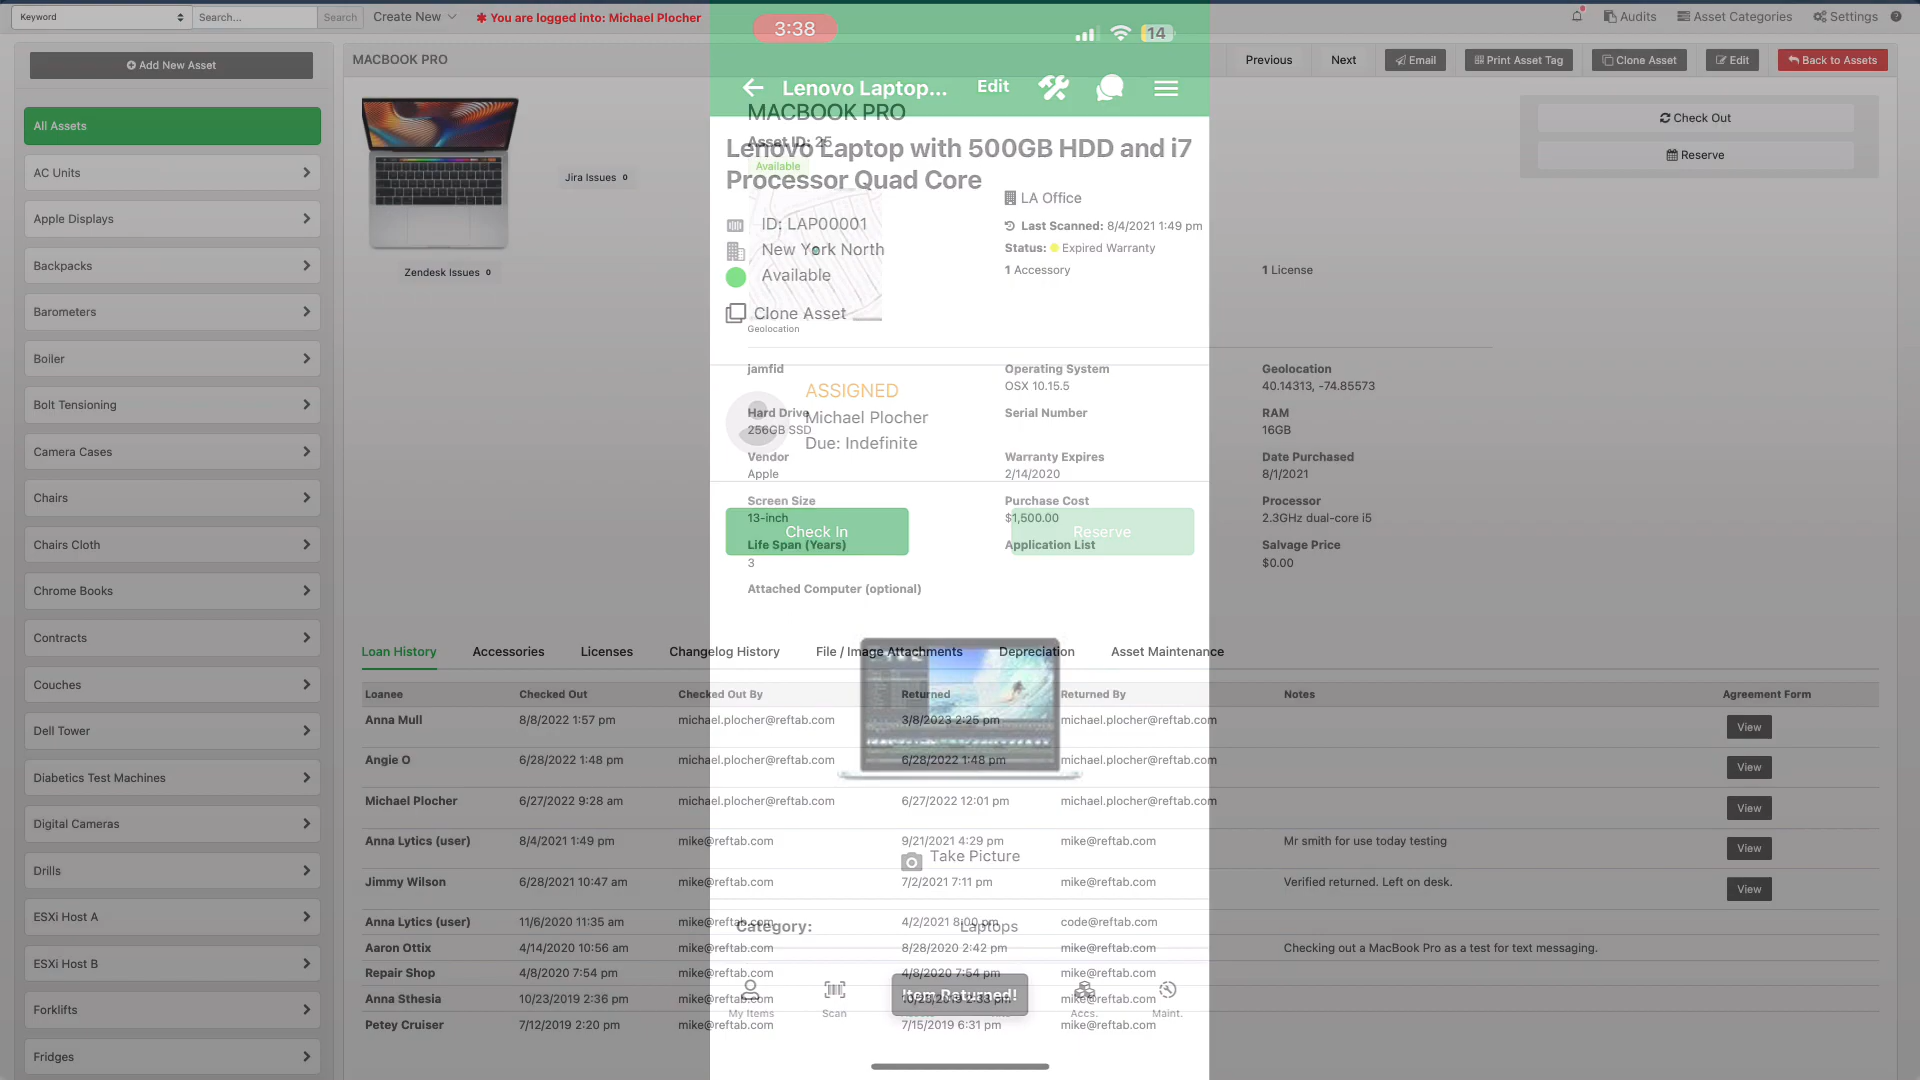 Keyword
Search...
Search
Create New
✱ You are logged into: Michael Plocher
Audits
Asset Categories
Settings
Add New Asset
All Assets
AC Units
Apple Displays
Backpacks
Barometers
Boiler
Bolt Tensioning
Camera Cases
Chairs
Chairs Cloth
Chrome Books
Contracts
Couches
Dell Tower
Diabetics Test Machines
Digital Cameras
Drills
ESXi Host A
ESXi Host B
Forklifts
Fridges
MACBOOK PRO
Previous
Next
Email
Print Asset Tag
Clone Asset
Edit
Back to Assets
Check Out
Reserve
Jira Issues 0
Zendesk Issues 0
3:38
14
Lenovo Laptop...
Edit
MACBOOK PRO
Asset ID: 25
Available
Lenovo Laptop with 500GB HDD and i7
Processor Quad Core
ID: LAP00001
New York North
Available
Clone Asset
Geolocation
LA Office
Last Scanned: 8/4/2021 1:49 pm
Status: Expired Warranty
1 Accessory
1 License
jamfid
Operating System
OSX 10.15.5
Geolocation
40.14313, -74.85573
ASSIGNED
Michael Plocher
Due: Indefinite
Hard Drive
256GB SSD
Serial Number
RAM
16GB
Vendor
Apple
Warranty Expires
2/14/2020
Date Purchased
8/1/2021
Screen Size
13-inch
Purchase Cost
$1,500.00
Processor
2.3GHz dual-core i5
Check In
Reserve
Life Span (Years)
3
Application List
Salvage Price
$0.00
Attached Computer (optional)
Loan History Accessories Licenses Changelog History File / Image Attachments Depreciation Asset Maintenance
Loanee Checked Out Checked Out By Returned Returned By Notes Agreement Form
Anna Mull 8/8/2022 1:57 pm michael.plocher@reftab.com 3/8/2023 2:25 pm michael.plocher@reftab.com View
Angie O 6/28/2022 1:48 pm michael.plocher@reftab.com 6/28/2022 1:48 pm michael.plocher@reftab.com View
Michael Plocher 6/27/2022 9:28 am michael.plocher@reftab.com 6/27/2022 12:01 pm michael.plocher@reftab.com View
Anna Lytics (user) 8/4/2021 1:49 pm mike@reftab.com 9/21/2021 4:29 pm mike@reftab.com Mr smith for use today testing View
Take Picture
Jimmy Wilson 6/28/2021 10:47 am mike@reftab.com 7/2/2021 7:11 pm mike@reftab.com Verified returned. Left on desk. View
Anna Lytics (user) 11/6/2020 11:35 am mike@reftab.com 4/2/2021 8:00 pm code@reftab.com
Category: Laptops
Aaron Ottix 4/14/2020 10:56 am mike@reftab.com 8/28/2020 2:42 pm mike@reftab.com Checking out a MacBook Pro as a test for text messaging.
Repair Shop 4/8/2020 7:54 pm mike@reftab.com 4/8/2020 7:54 pm mike@reftab.com
Item Returned!
Anna Sthesia 10/23/2019 2:36 pm mike@reftab.com mike@reftab.com
My Items Scan Accs. Maint.
Petey Cruiser 7/12/2019 2:20 pm mike@reftab.com 7/15/2019 6:31 pm mike@reftab.com